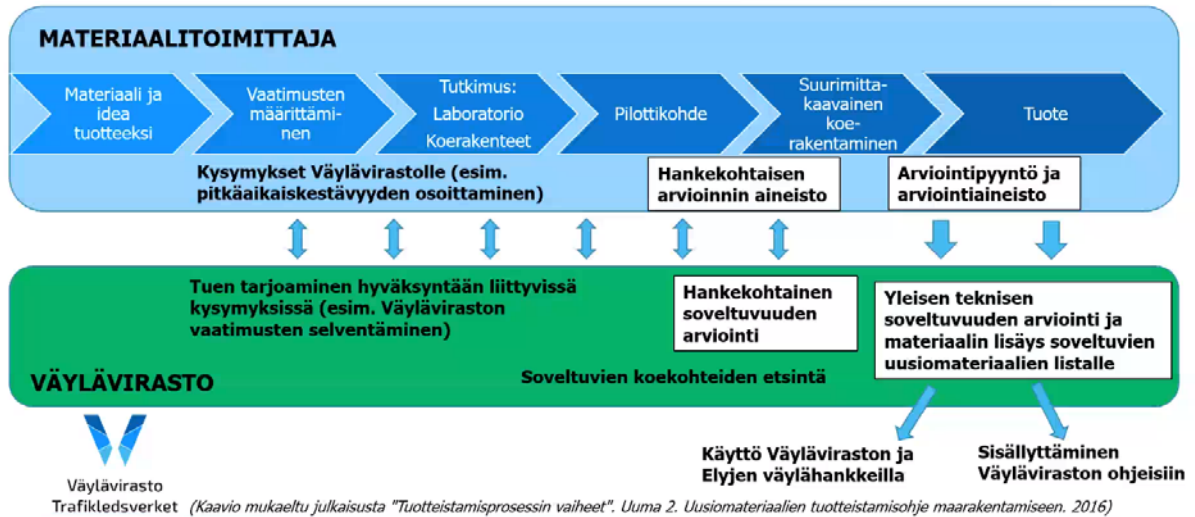 MATERIAALITOIMITTAJA
Materiaali ja
idea
tuotteeksi
Vaatimusten
määrittämi-
nen
Tutkimus:
Laboratorio
Koerakenteet
Pilottikohde
Suurimitta-
kaavainen
koe-
rakentaminen
Tuote
Kysymykset Väylävirastolle (esim.
pitkäaikaiskestävyyden osoittaminen)
Hankekohtaisen
arvioinnin aineisto
Arviointipyyntö ja
arviointiaineisto
Tuen tarjoaminen hyväksyntään liittyvissä
kysymyksissä (esim. Väyläviraston
vaatimusten selventäminen)
Hankekohtainen
soveltuvuuden
arviointi
Yleisen teknisen
soveltuvuuden arviointi ja
materiaalin lisäys soveltuvien
uusiomateriaalien listalle
Soveltuvien koekohteiden etsintä
VÄYLÄVIRASTO
Käyttö Väyläviraston ja
Elyjen väylähankkeilla
Sisällyttäminen
Väyläviraston ohjeisiin
Väylävirasto
Trafikledsverket
(Kaavio mukaeltu julkaisusta "Tuotteistamisprosessin vaiheet". Uuma 2. Uusiomateriaalien tuotteistamisohje maarakentamiseen. 2016)